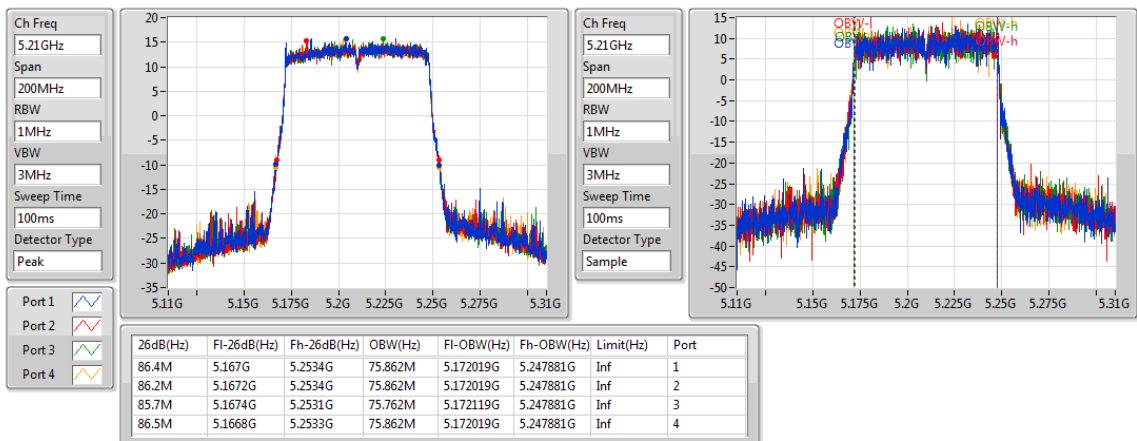 Ch Freq
5.21GHz
Span
200MHz
RBW
1MHz
VBW
3MHz
Sweep Time
100ms
Detector Type
Peak
20
15
10
5
0
-5
-10
-15
-20
-25
-30
-35
5.11G 5.15G 5.175G 5.2G 5.225G 5.25G 5.275G 5.31G
Ch Freq
5.21GHz
Span
200MHz
RBW
1MHz
VBW
3MHz
Sweep Time
100ms
Detector Type
Sample
15
10
5
0
-5
-10
-15
-20
-25
-30
-35
-40
-45
-50
OBW-l
OBW-h
OBW-h
5.11G 5.15G 5.175G 5.2G 5.225G 5.25G 5.275G 5.31G
Port 1
Port 2
Port 3
Port 4
26dB(Hz) Fl-26dB(Hz) Fh-26dB(Hz) OBW(Hz) Fl-OBW(Hz) Fh-OBW(Hz) Limit(Hz) Port
86.4M 5.167G 5.2534G 75.862M 5.172019G 5.247881G Inf 1
86.2M 5.1672G 5.2534G 75.862M 5.172019G 5.247881G Inf 2
85.7M 5.1674G 5.2531G 75.762M 5.172119G 5.247881G Inf 3
86.5M 5.1668G 5.2533G 75.862M 5.172019G 5.247881G Inf 4